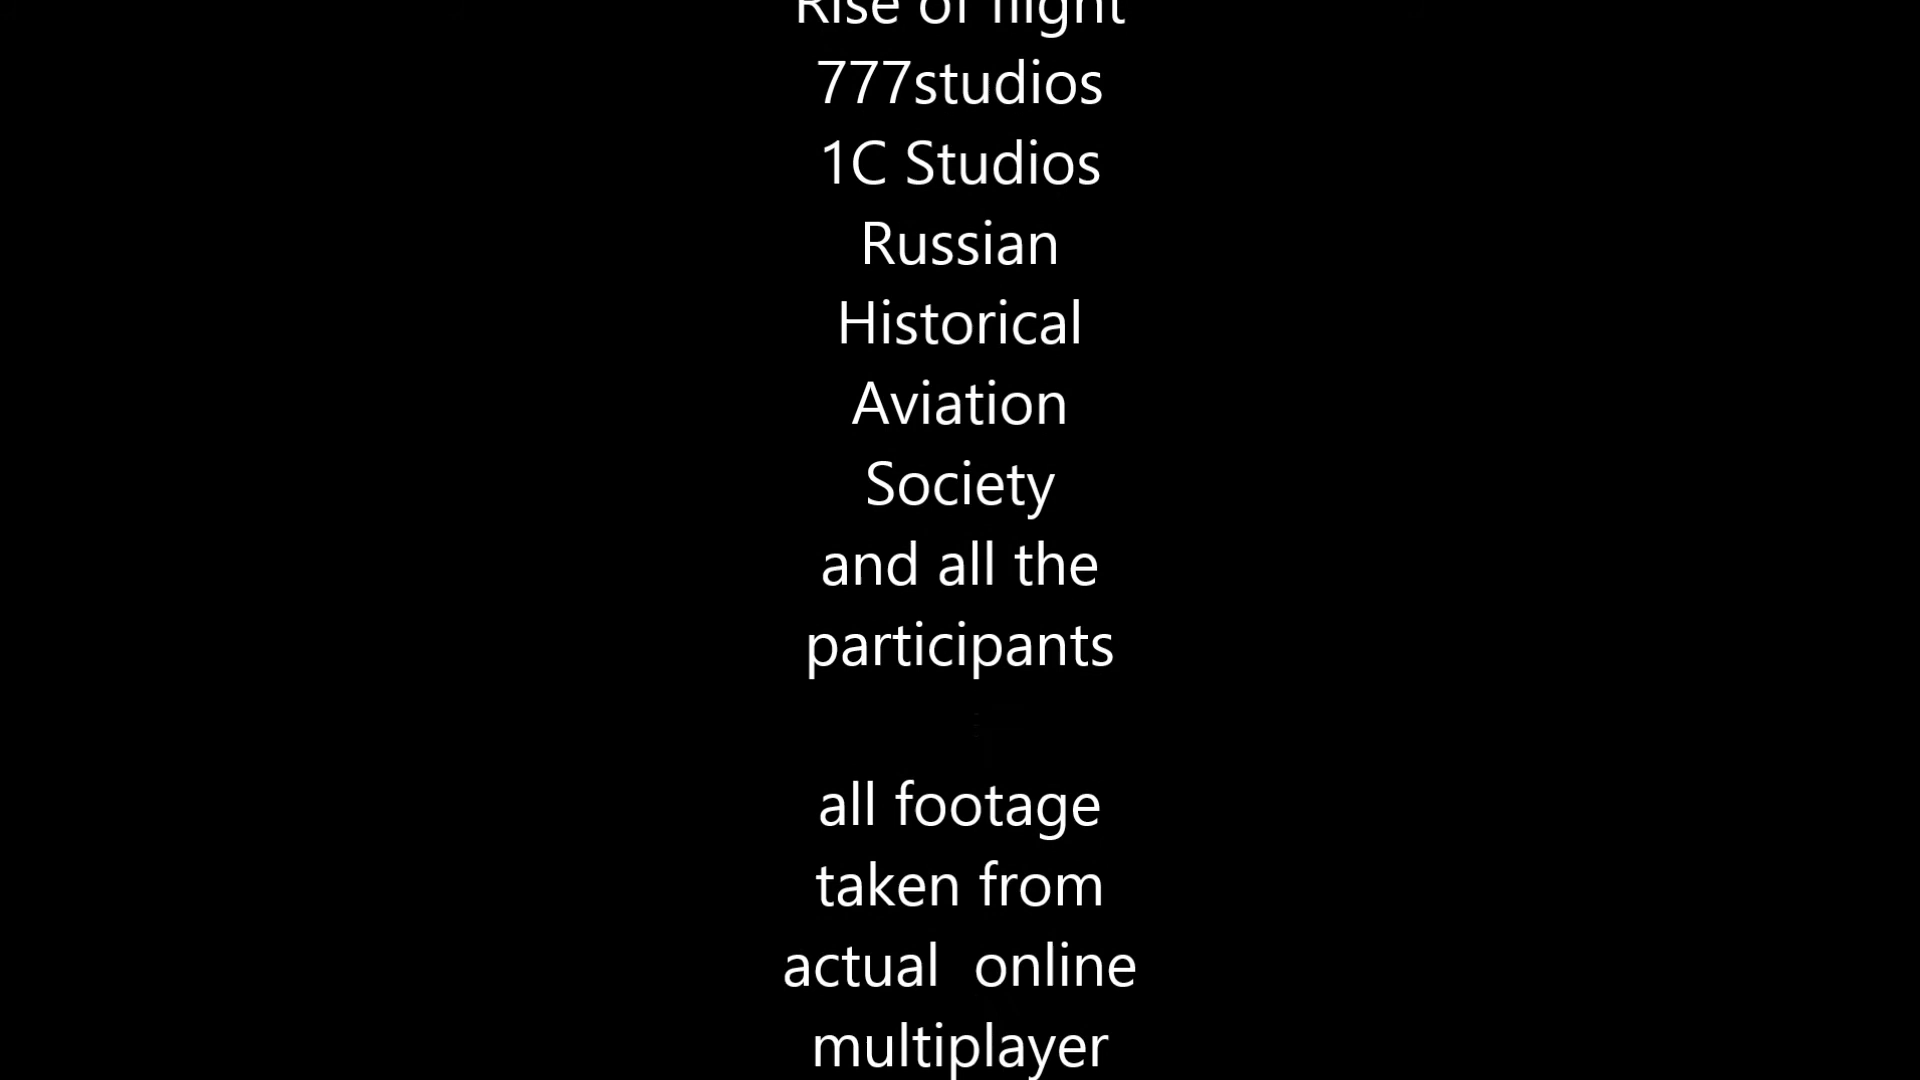 Rise of flight
777studios
1C Studios
Russian
Historical
Aviation
Society
and all the
participants
all footage
taken from
actual  online
multiplayer